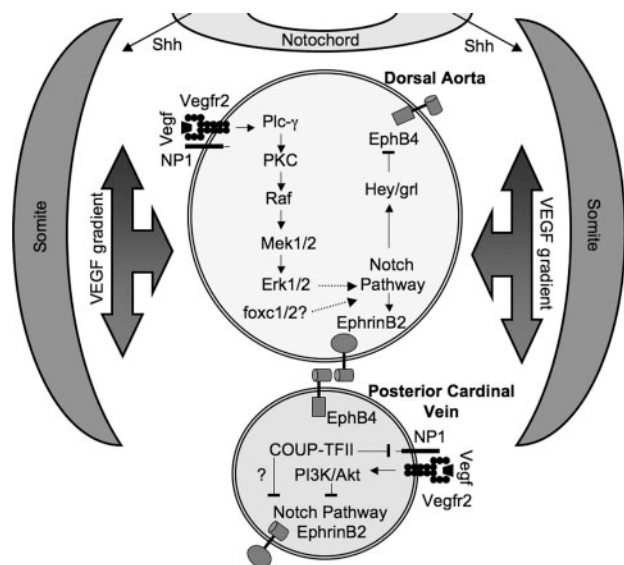 Notochord
Shh
Shh
Somite
VEGF gradient
Dorsal Aorta
Vegf
Vegfr2
NP1
Plc-γ
PKC
Raf
Mek1/2
Erk1/2
foxc1/2?
EphB4
Hey/grl
Notch
Pathway
EphrinB2
VEGF gradient
Somite
Posterior Cardinal
Vein
EphB4
COUP-TFII
?
PI3K/Akt
Notch Pathway
EphrinB2
NP1
Vegf
Vegfr2